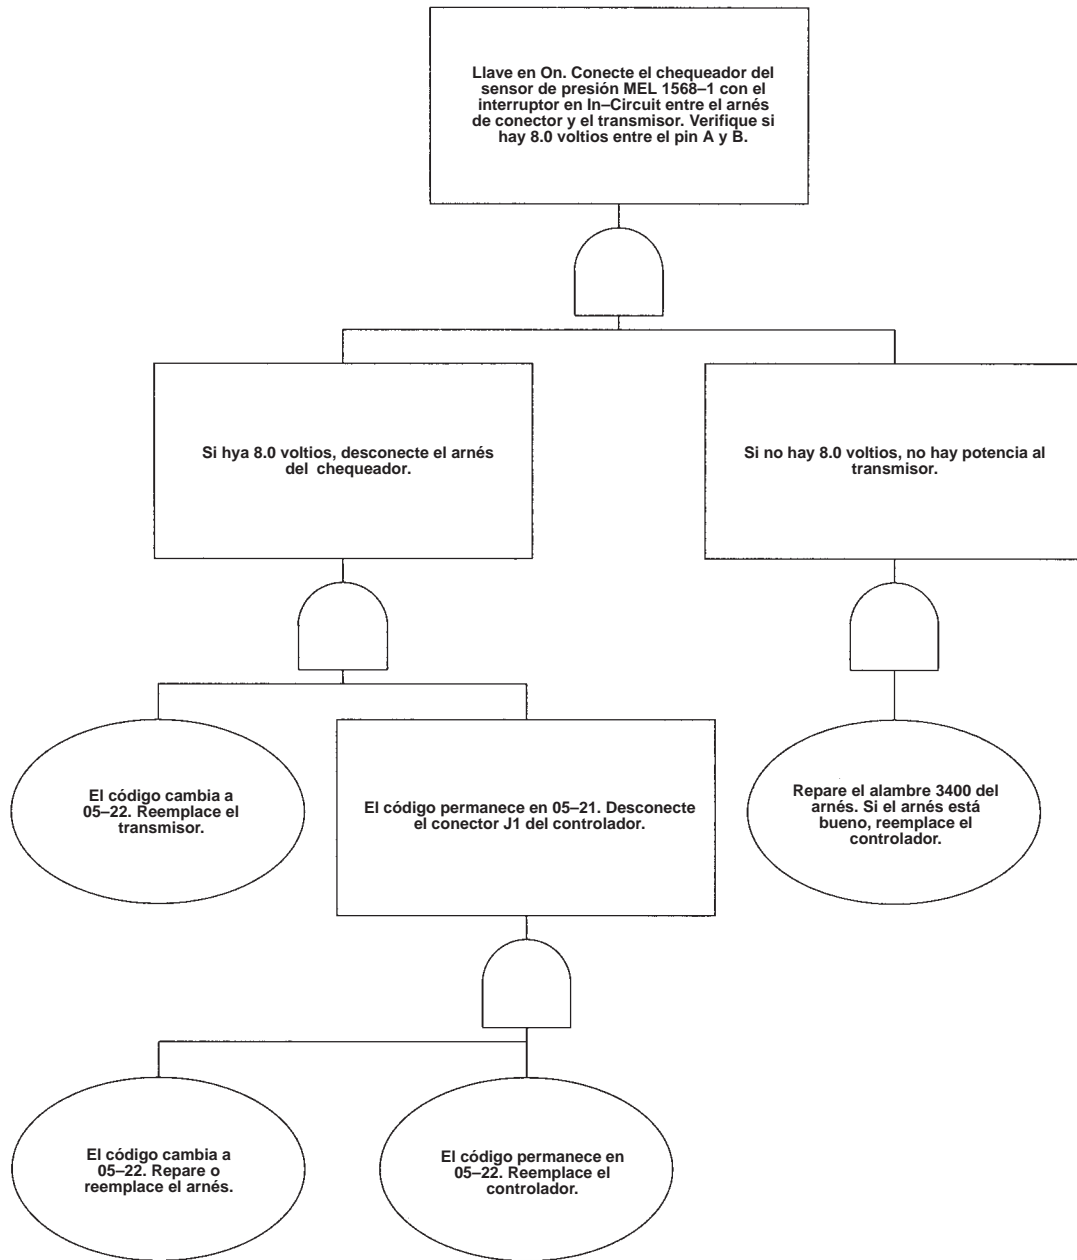 Llave en On. Conecte el chequeador del
sensor de presión MEL 1568–1 con el
interruptor en In–Circuit entre el arnés
de conector y el transmisor. Verifique si
hay 8.0 voltios entre el pin A y B.
Si hya 8.0 voltios, desconecte el arnés
del chequeador.
Si no hay 8.0 voltios, no hay potencia al
transmisor.
El código cambia a
05–22. Reemplace el
transmisor.
El código permanece en 05–21. Desconecte
el conector J1 del controlador.
Repare el alambre 3400 del
arnés. Si el arnés está
bueno, reemplace el
controlador.
El código cambia a
05–22. Repare o
reemplace el arnés.
El código permanece en
05–22. Reemplace el
controlador.